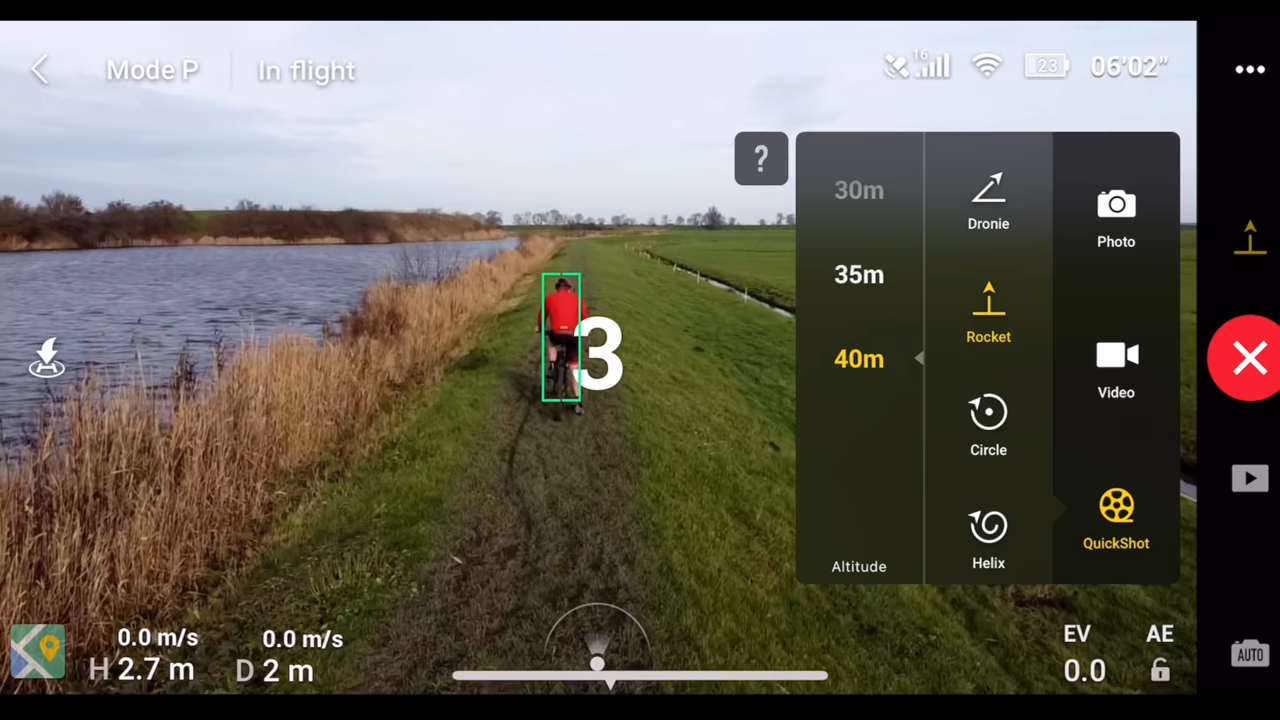 Mode P
In flight
16
23
06'02"
?
30m
35m
40m
Altitude
Dronie
Rocket
Circle
Helix
Photo
Video
QuickShot
3
0.0 m/s
0.0 m/s
H 2.7 m
D 2 m
EV
0.0
AE
AUTO